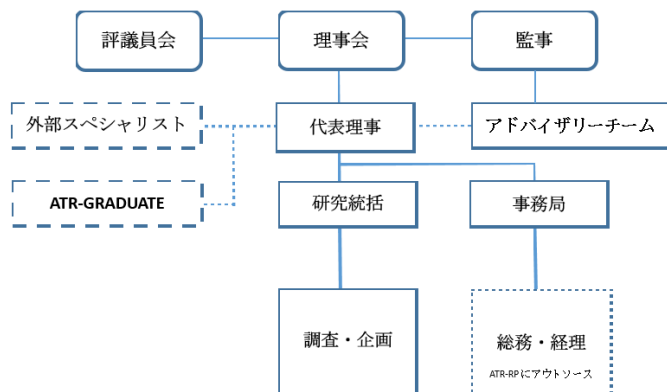 評議員会
理事会
監事
外部スペシャリスト
代表理事
アドバイザリーチーム
ATR-GRADUATE
研究統括
事務局
調査・企画
総務・経理
ATR-RPにアウトソース